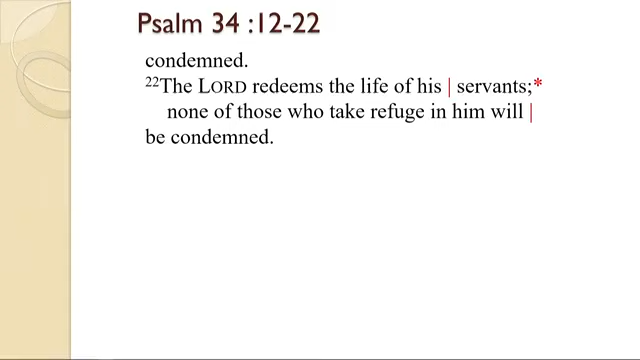 Psalm 34 :12-22
condemned.
²²The LORD redeems the life of his | servants;*
none of those who take refuge in him will |
be condemned.